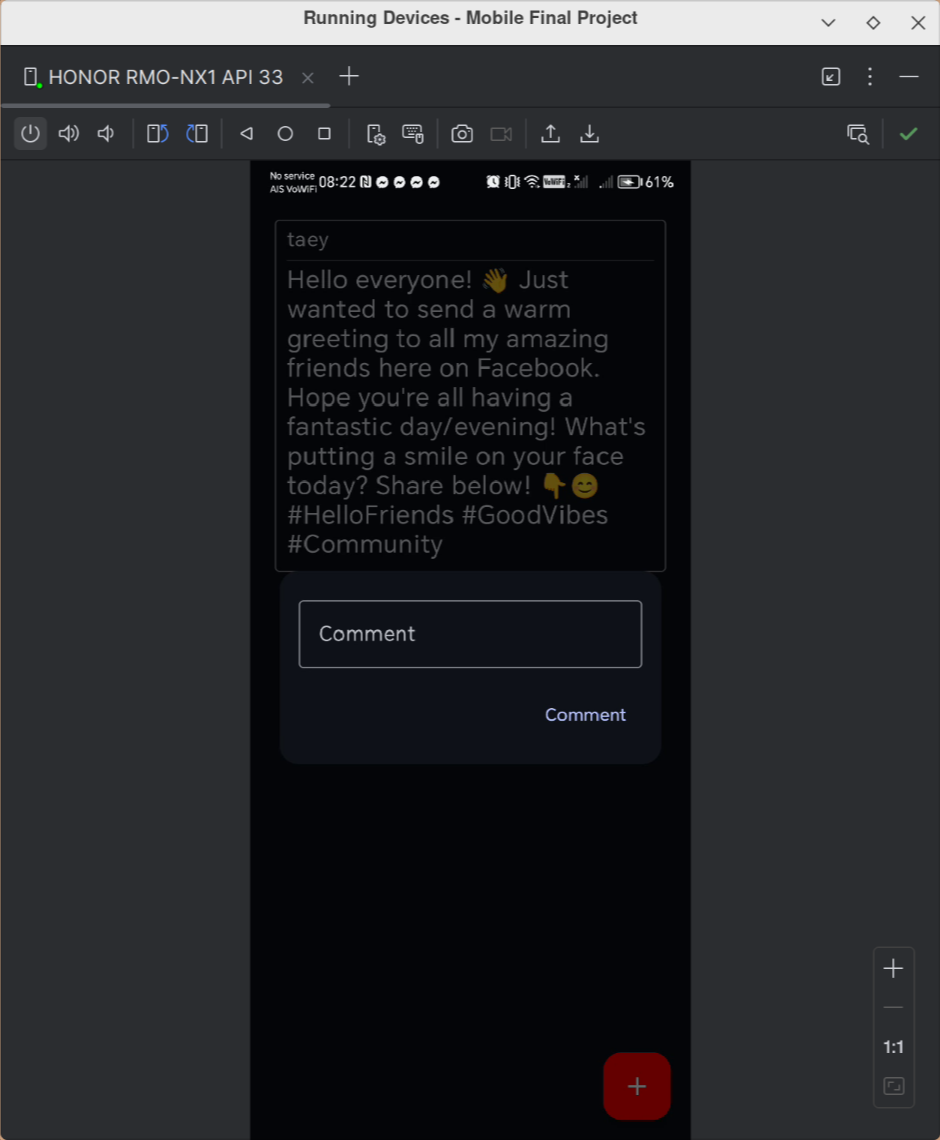 Running Devices - Mobile Final Project
HONOR RMO-NX1 API 33
No service
AIS VoWiFi
08:22
61%
taey
Hello everyone! 👋 Just
wanted to send a warm
greeting to all my amazing
friends here on Facebook.
Hope you're all having a
fantastic day/evening! What's
putting a smile on your face
today? Share below! 👇😊
#HelloFriends #GoodVibes
#Community
Comment
Comment
1:1